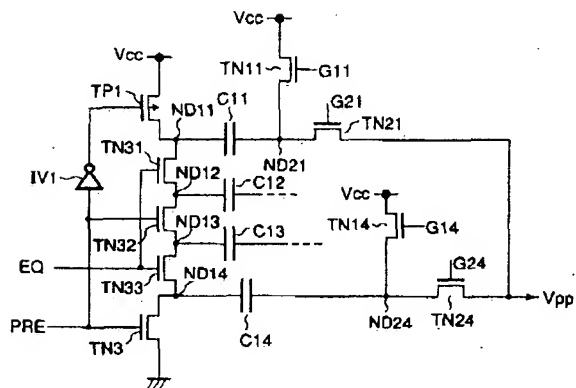 Vcc
Vcc
TN11
G11
TP1
ND11
C11
G21
TN21
TN31
ND12
ND21
IV1
C12
Vcc
ND13
TN32
C13
TN14
G14
EQ
G24
TN33
ND14
Vpp
PRE
TN3
C14
ND24
TN24